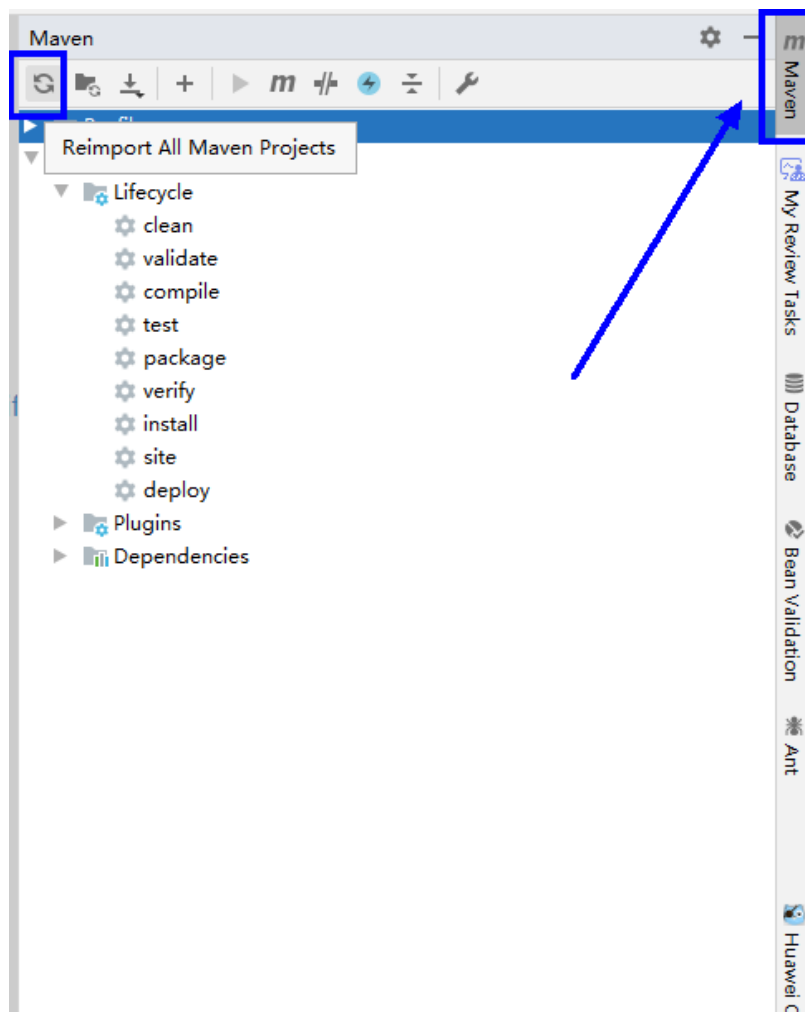 Maven
Reimport All Maven Projects
Lifecycle
clean
validate
compile
test
package
verify
install
site
deploy
Plugins
Dependencies
m
Maven
My Review Tasks
Database
Bean Validation
Ant
Huawei